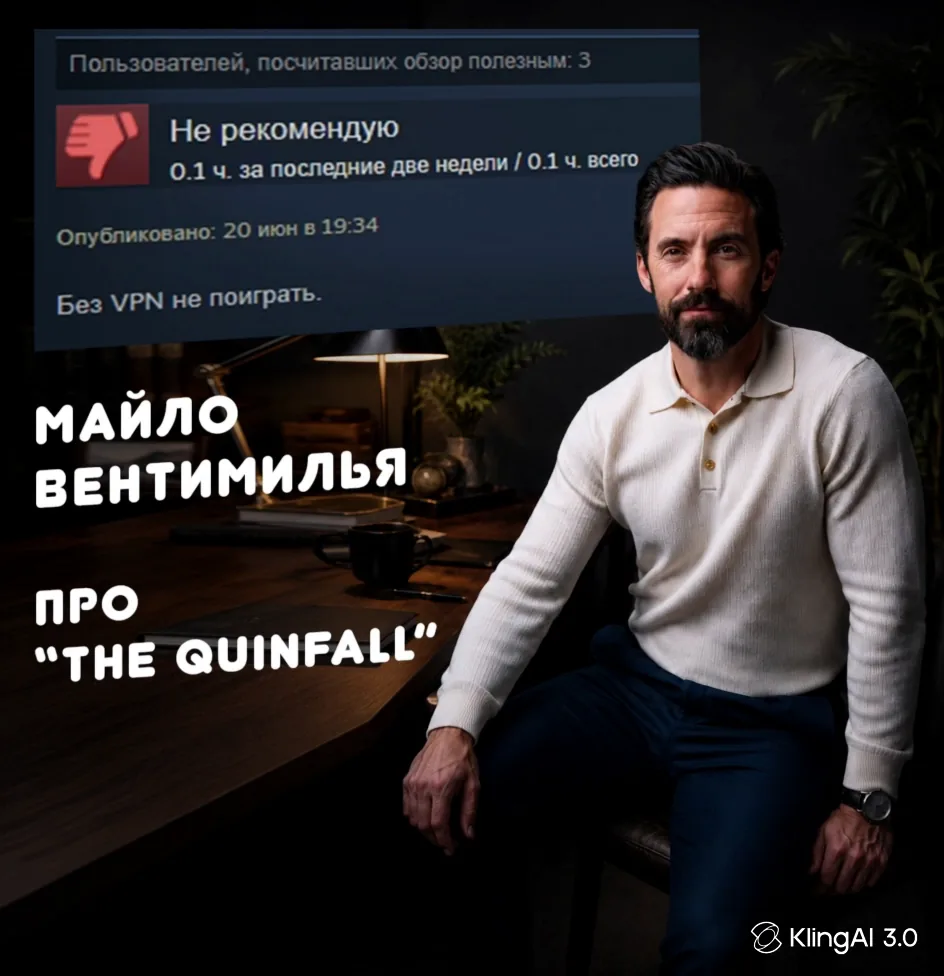 Пользователей, посчитавших обзор полезным: 3
Не рекомендую
0.1 ч. за последние две недели / 0.1 ч. всего
Опубликовано: 20 июн в 19:34
Без VPN не поиграть.
МАЙЛО
ВЕНТИМИЛЬЯ
ПРО
"THE QUINFALL"
KlingAI 3.0